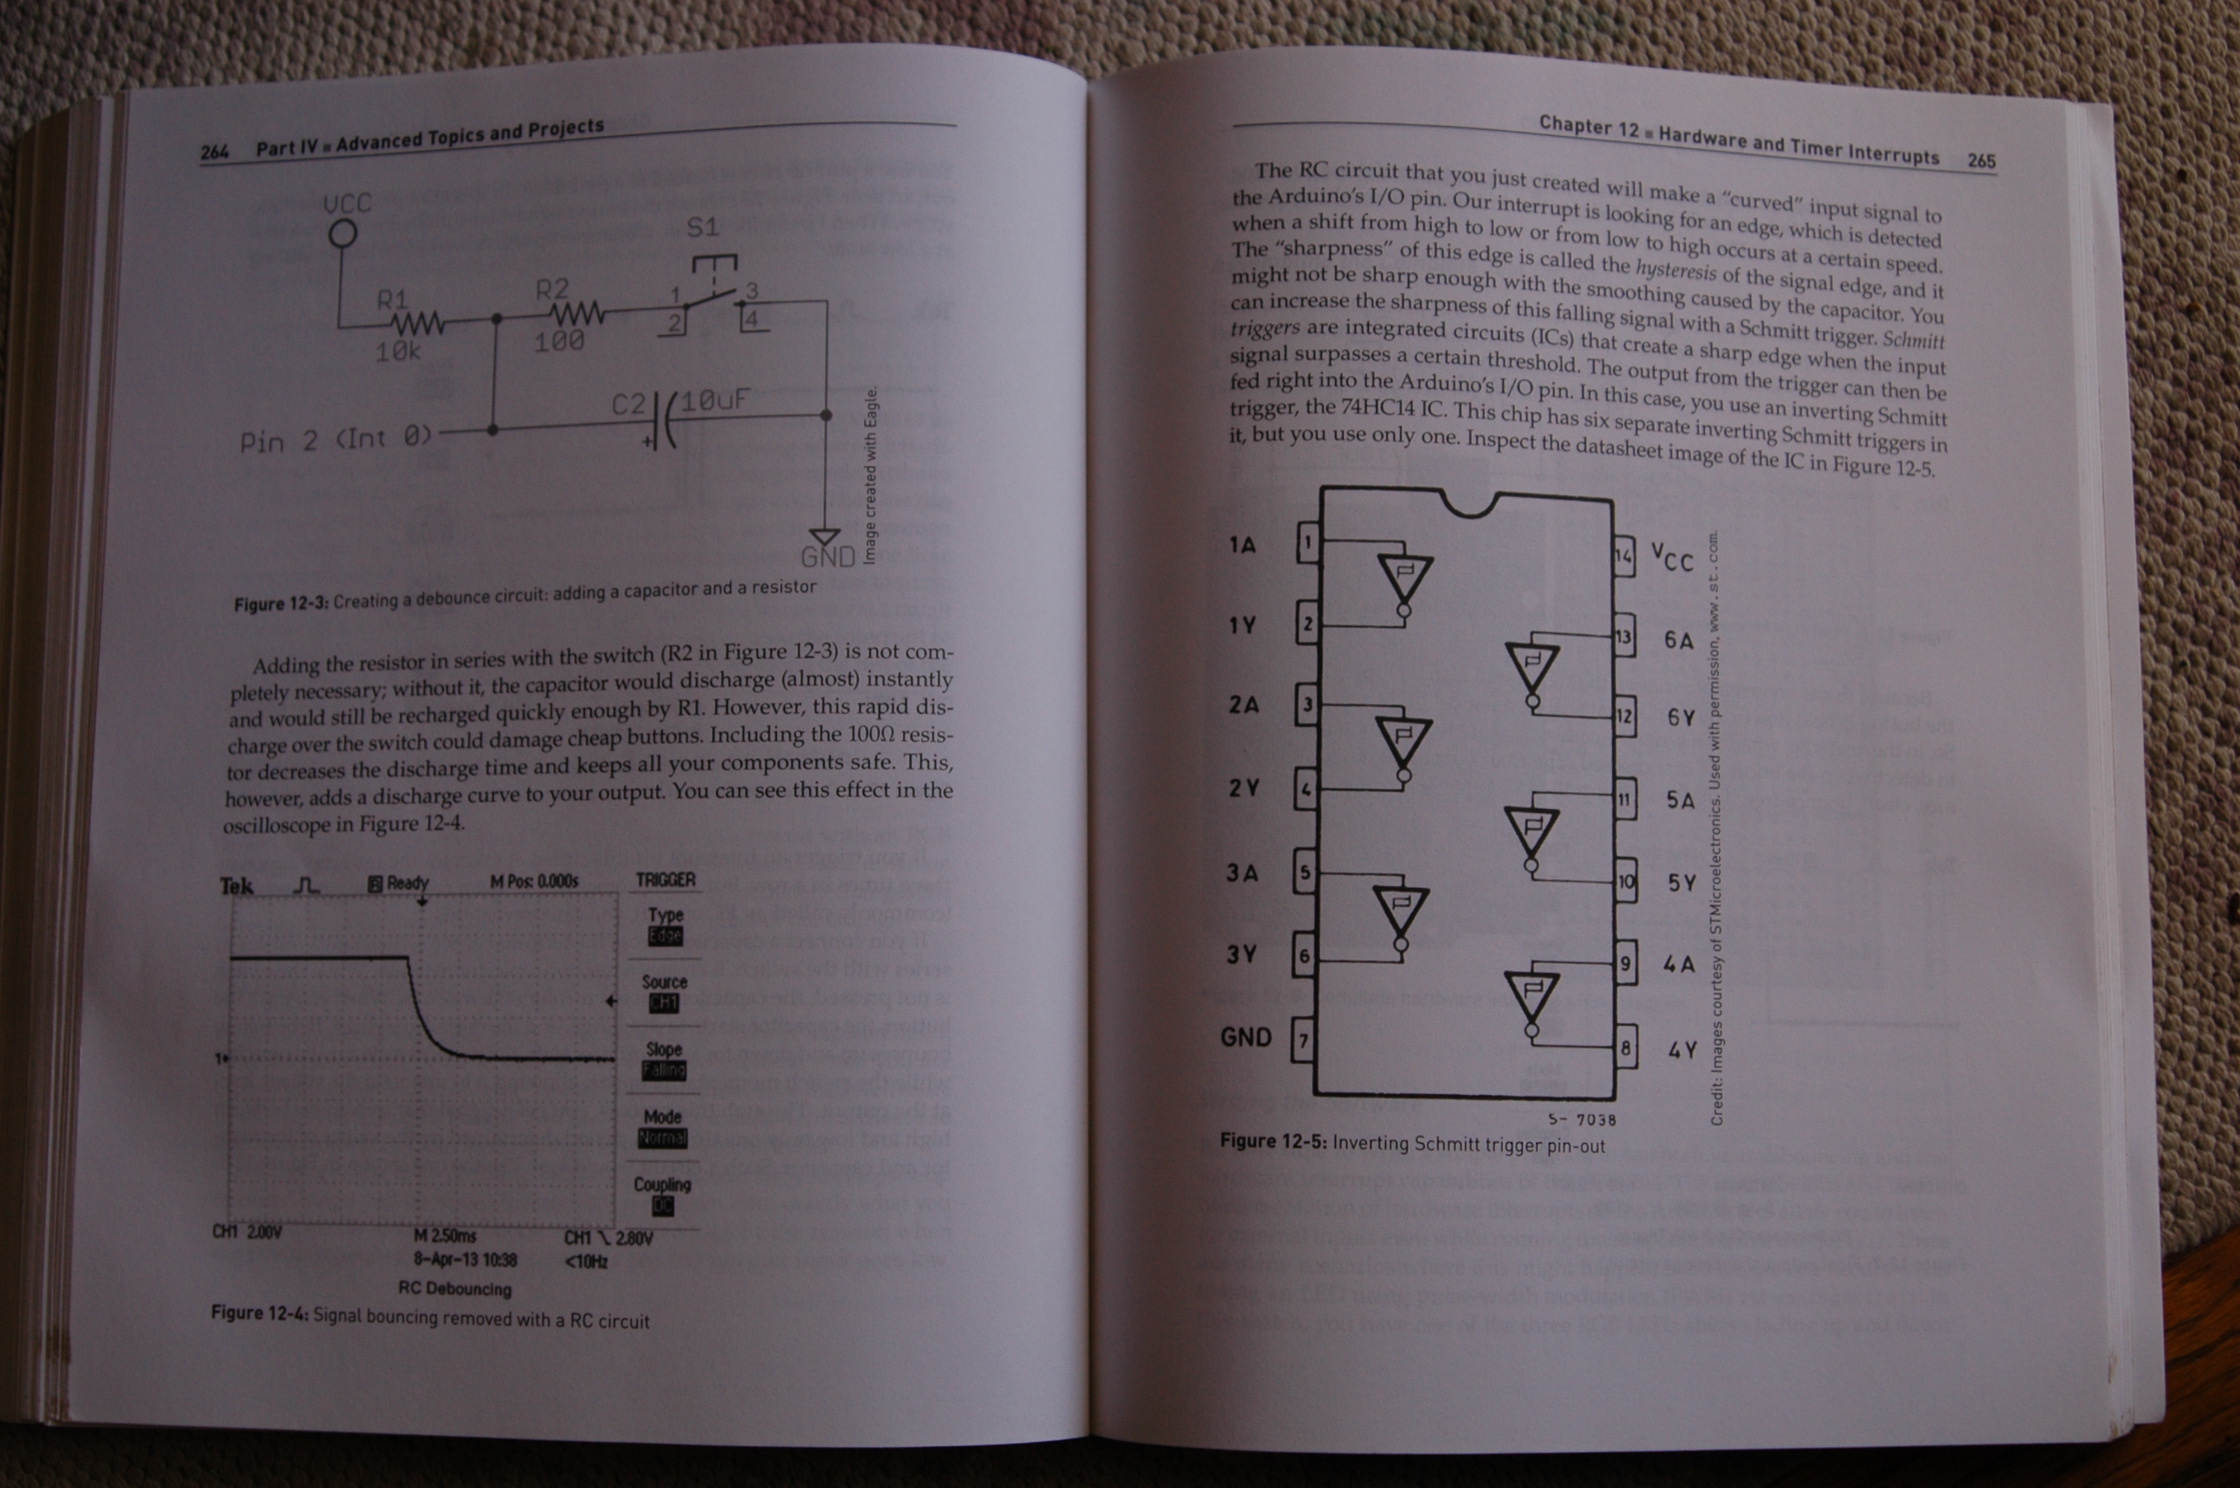 264 Part IV ■ Advanced Topics and Projects
VCC
R1
10k
R2
100
S1
1
2
3
4
C2
10uF
+
Pin 2 (Int 0)
GND
Image created with Eagle.
Figure 12-3: Creating a debounce circuit: adding a capacitor and a resistor
Adding the resistor in series with the switch (R2 in Figure 12-3) is not com-
pletely necessary; without it, the capacitor would discharge (almost) instantly
and would still be recharged quickly enough by R1. However, this rapid dis-
charge over the switch could damage cheap buttons. Including the 100Ω resis-
tor decreases the discharge time and keeps all your components safe. This,
however, adds a discharge curve to your output. You can see this effect in the
oscilloscope in Figure 12-4.
Tek Ready M Pos: 0.000s TRIGGER
Type
Edge
Source
CH1
Slope
Falling
Mode
Normal
Coupling
DC
1
CH1 2.00V M 2.50ms CH1 \ 2.80V
8-Apr-13 10:38 <10Hz
RC Debouncing
Figure 12-4: Signal bouncing removed with a RC circuit
Chapter 12 ■ Hardware and Timer Interrupts 265
The RC circuit that you just created will make a "curved" input signal to
the Arduino's I/O pin. Our interrupt is looking for an edge, which is detected
when a shift from high to low or from low to high occurs at a certain speed.
The "sharpness" of this edge is called the hysteresis of the signal edge, and it
might not be sharp enough with the smoothing caused by the capacitor. You
can increase the sharpness of this falling signal with a Schmitt trigger. Schmitt
triggers are integrated circuits (ICs) that create a sharp edge when the input
signal surpasses a certain threshold. The output from the trigger can then be
fed right into the Arduino's I/O pin. In this case, you use an inverting Schmitt
trigger, the 74HC14 IC. This chip has six separate inverting Schmitt triggers in
it, but you use only one. Inspect the datasheet image of the IC in Figure 12-5.
1A 1 14 VCC
1Y 2 13 6A
2A 3 12 6Y
2Y 4 11 5A
3A 5 10 5Y
3Y 6 9 4A
GND 7 8 4Y
S- 7038
Credit: Images courtesy of STMicroelectronics. Used with permission, www.st.com.
Figure 12-5: Inverting Schmitt trigger pin-out